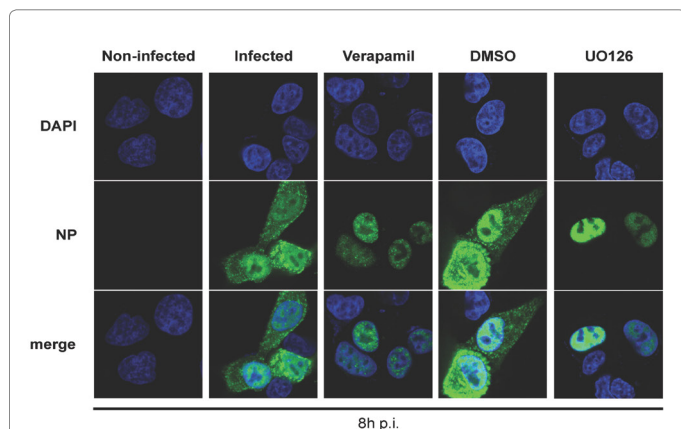 Non-infected Infected Verapamil DMSO UO126
DAPI
NP
merge
8h p.i.